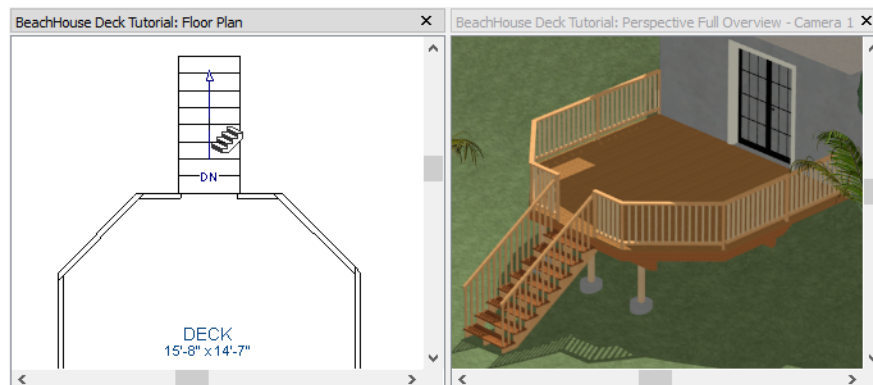 BeachHouse Deck Tutorial: Floor Plan
BeachHouse Deck Tutorial: Perspective Full Overview - Camera 1
DN
DECK
15'-8" x 14'-7"